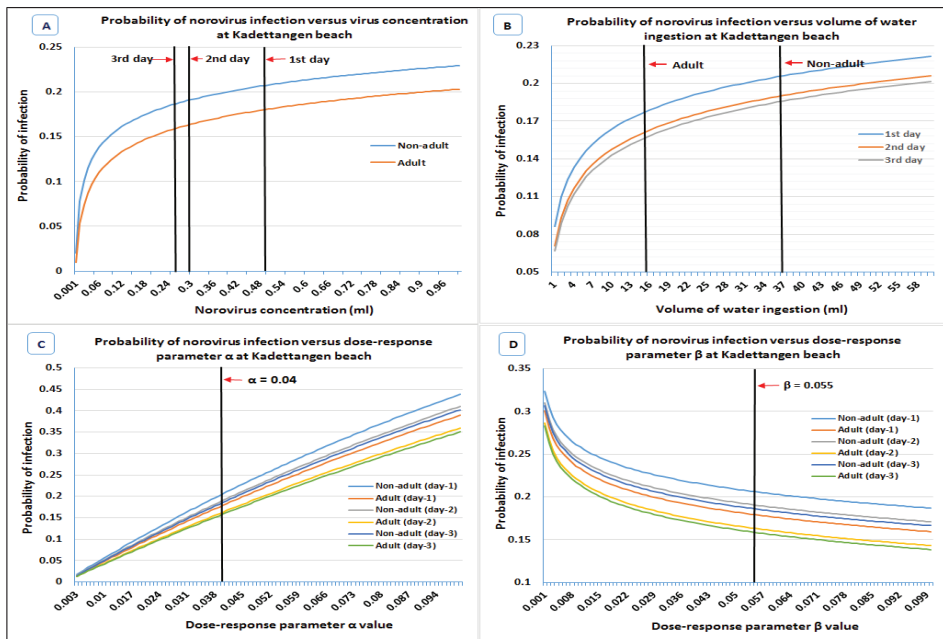 A
Probability of norovirus infection versus virus concentration
at Kadettangen beach
3rd day
2nd day
1st day
0.25
0.2
0.15
0.1
0.05
0
Probability of infection
Non-adult
Adult
0.001 0.06 0.12 0.18 0.24 0.3 0.36 0.42 0.48 0.54 0.6 0.66 0.72 0.78 0.84 0.9 0.96
Norovirus concentration (ml)
B
Probability of norovirus infection versus volume of water
ingestion at Kadettangen beach
Adult
Non-adult
0.23
0.2
0.17
0.14
0.11
0.08
0.05
Probability of infection
1st day
2nd day
3rd day
1 4 7 10 13 16 19 22 25 28 31 34 37 40 43 46 49 52 55 58
Volume of water ingestion (ml)
C
Probability of norovirus infection versus dose-response
parameter α at Kadettangen beach
α = 0.04
0.5
0.45
0.4
0.35
0.3
0.25
0.2
0.15
0.1
0.05
0
Probability of infection
Non-adult (day-1)
Adult (day-1)
Non-adult (day-2)
Adult (day-2)
Non-adult (day-3)
Adult (day-3)
0.003 0.01 0.017 0.024 0.031 0.038 0.045 0.052 0.059 0.066 0.073 0.08 0.087 0.094
Dose-response parameter α value
D
Probability of norovirus infection versus dose-response
parameter β at Kadettangen beach
β = 0.055
0.35
0.3
0.25
0.2
0.15
0.1
Probability of infection
Non-adult (day-1)
Adult (day-1)
Non-adult (day-2)
Adult (day-2)
Non-adult (day-3)
Adult (day-3)
0.001 0.008 0.015 0.022 0.029 0.036 0.043 0.05 0.057 0.064 0.071 0.078 0.085 0.092 0.099
Dose-response parameter β value